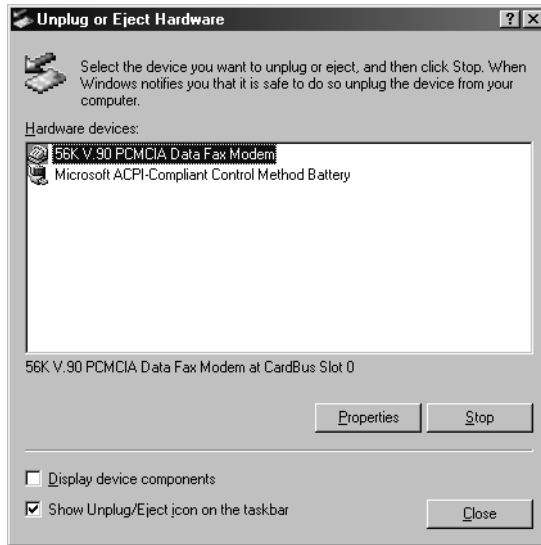 Unplug or Eject Hardware
Select the device you want to unplug or eject, and then click Stop. When
Windows notifies you that it is safe to do so unplug the device from your
computer.
Hardware devices:
56K V.90 PCMCIA Data Fax Modem
Microsoft ACPI-Compliant Control Method Battery
56K V.90 PCMCIA Data Fax Modem at CardBus Slot 0
Properties Stop
Display device components
Show Unplug/Eject icon on the taskbar
Close